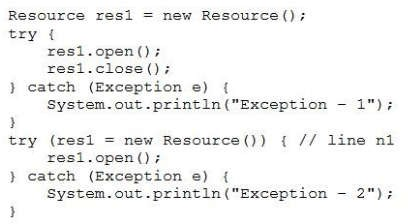 Resource res1 = new Resource();
try {
    res1.open();
    res1.close();
} catch (Exception e) {
    System.out.println("Exception - 1");
}
try (res1 = new Resource()) { // line n1
    res1.open();
} catch (Exception e) {
    System.out.println("Exception - 2");
}